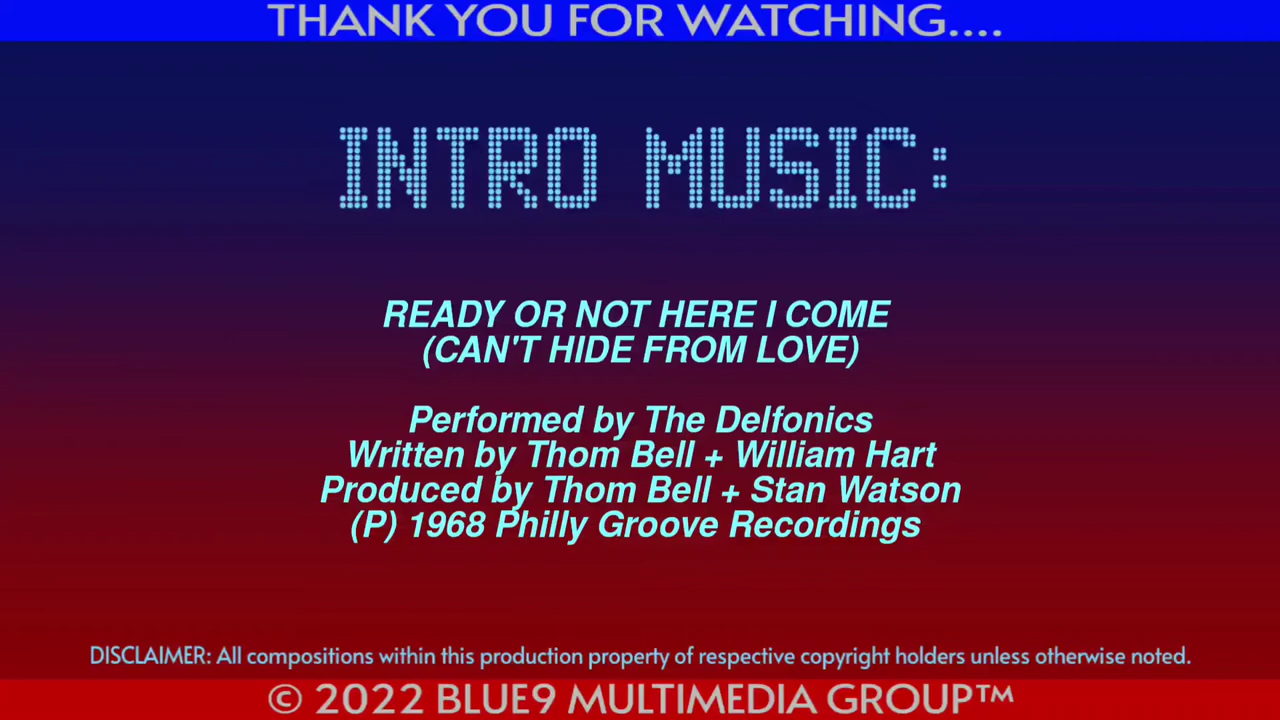 THANK YOU FOR WATCHING....
INTRO MUSIC:
READY OR NOT HERE I COME
(CAN'T HIDE FROM LOVE)
Performed by The Delfonics
Written by Thom Bell + William Hart
Produced by Thom Bell + Stan Watson
(P) 1968 Philly Groove Recordings
DISCLAIMER: All compositions within this production property of respective copyright holders unless otherwise noted.
© 2022 BLUE9 MULTIMEDIA GROUP™